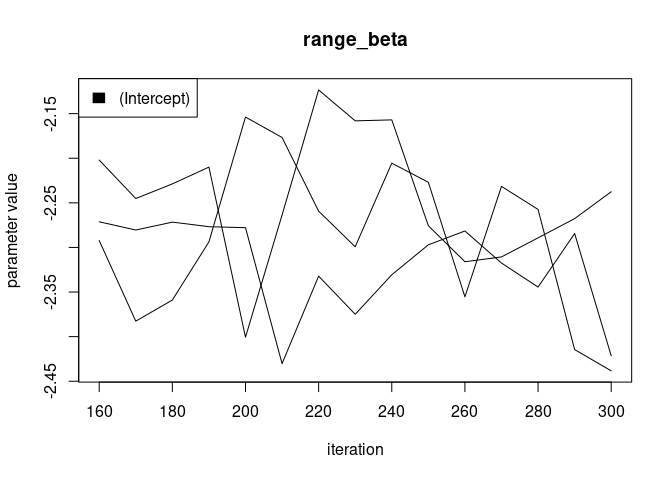 range_beta
(Intercept)
-2.15
-2.25
-2.35
-2.45
parameter value
160 180 200 220 240 260 280 300
iteration